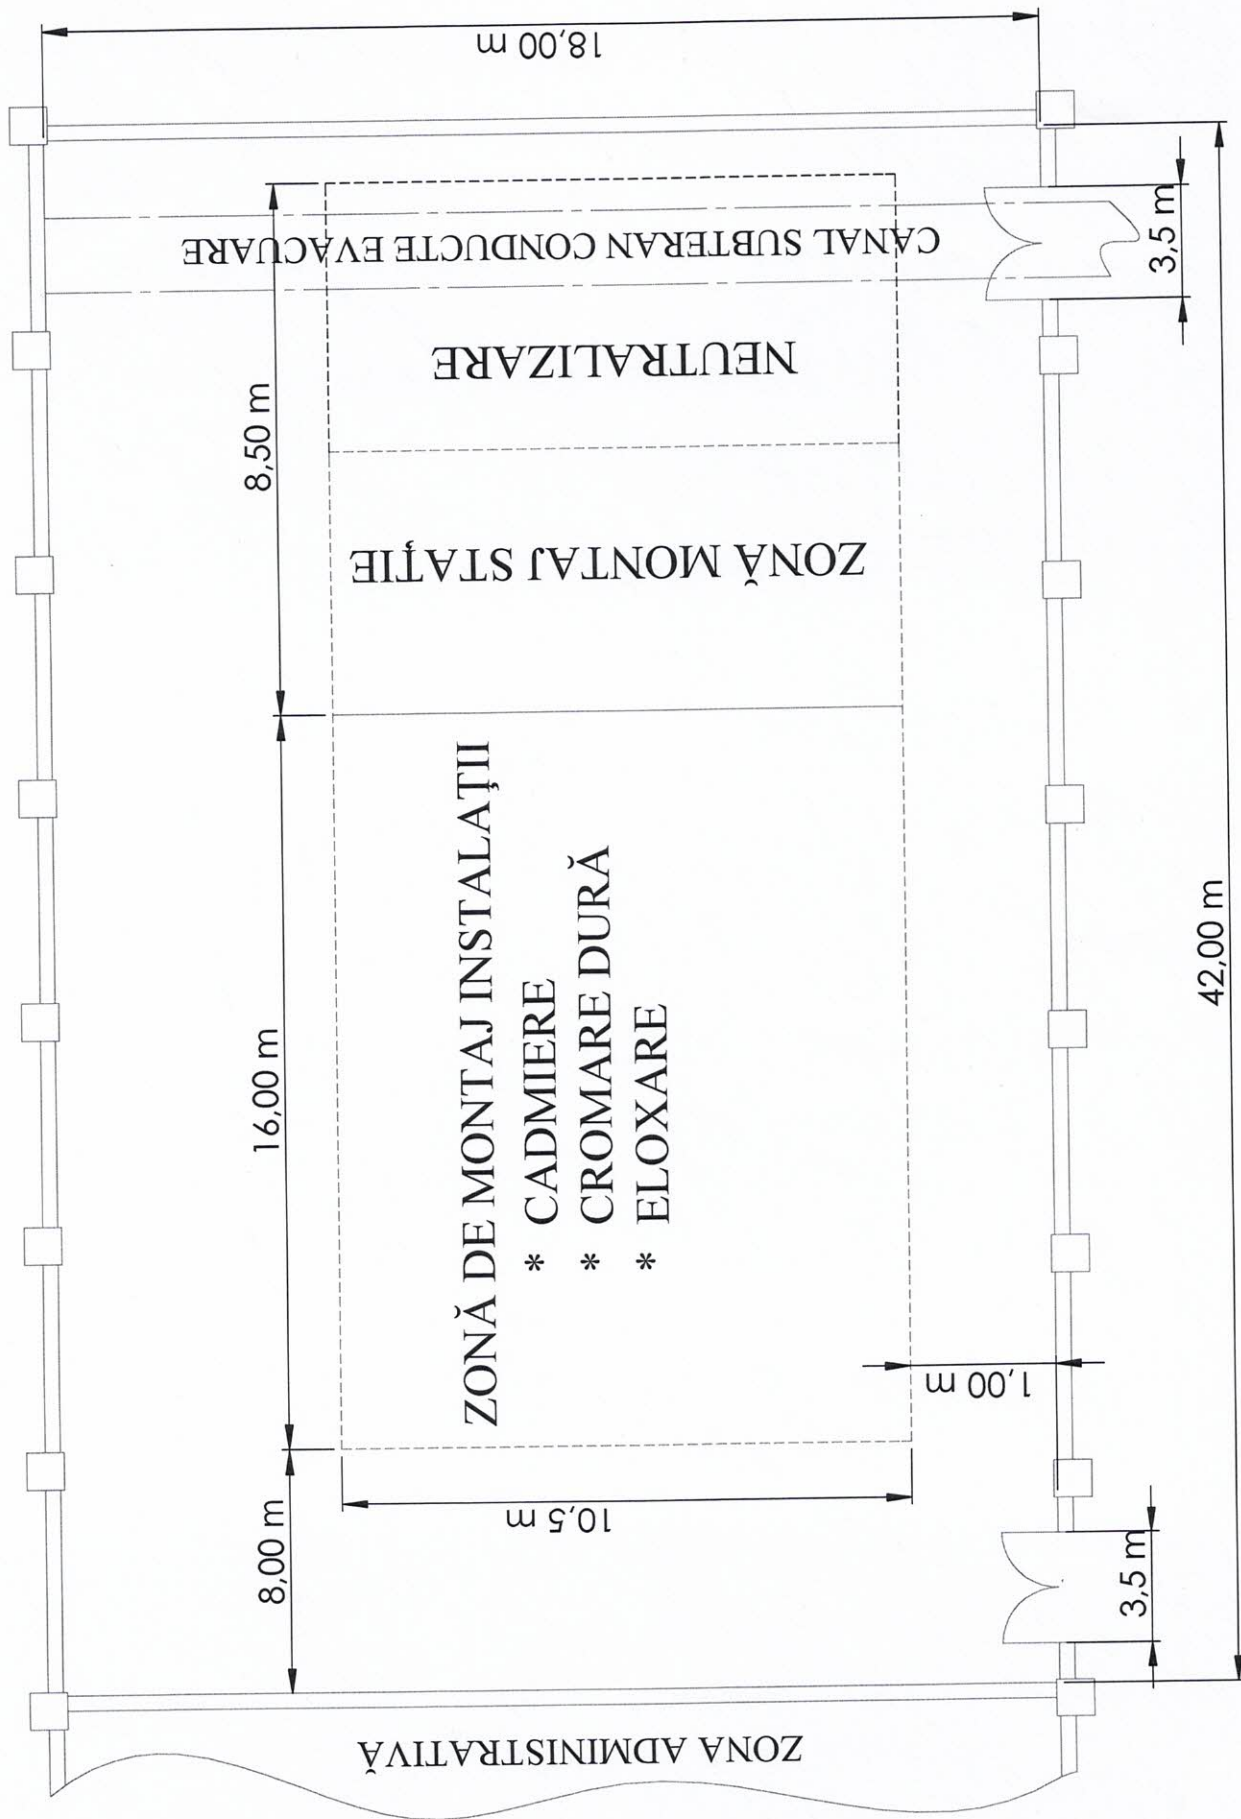 ZONA ADMINISTRATIVĂ
8,00 m
16,00 m
8,50 m
18,00 m
10,5 m
ZONĂ DE MONTAJ INSTALAȚII
* CADMIERE
* CROMARE DURĂ
* ELOXARE
ZONĂ MONTAJ STAȚIE
NEUTRALIZARE
CANAL SUBTERAN CONDUCTE EVACUARE
1,00 m
3,5 m
3,5 m
42,00 m